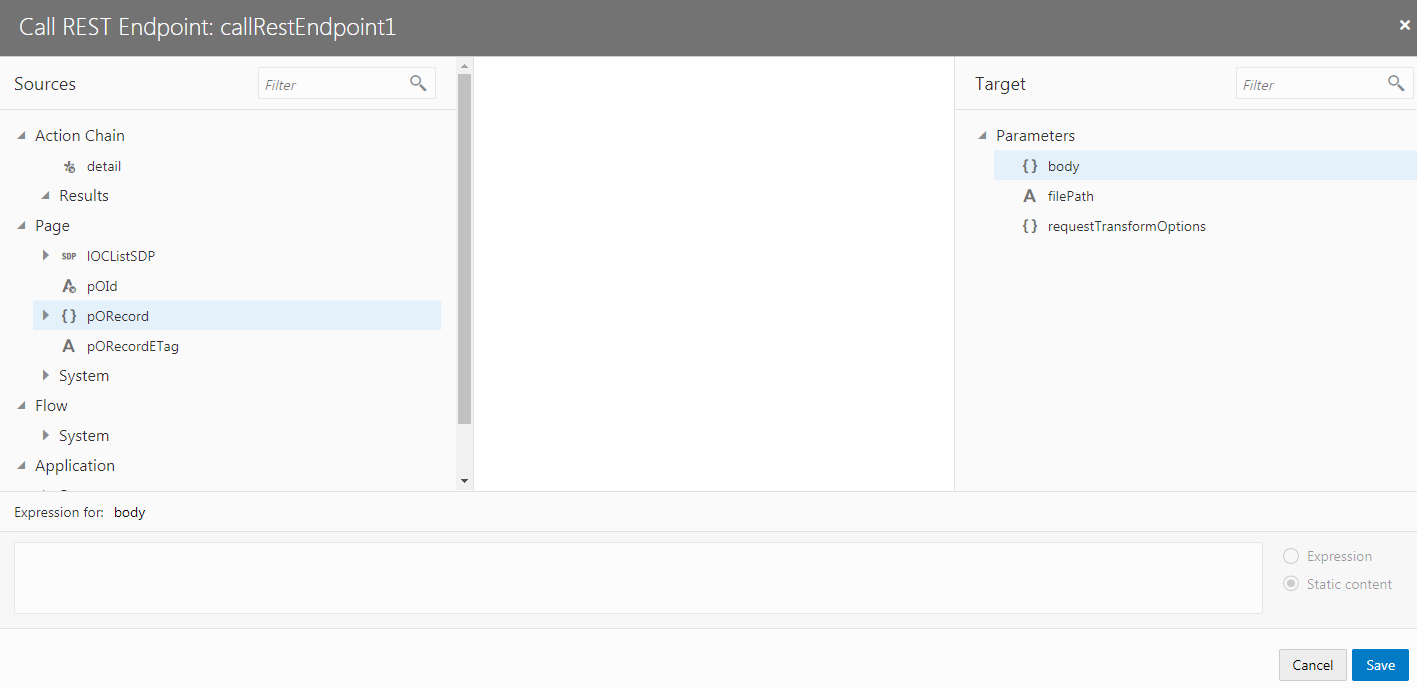 Call REST Endpoint: callRestEndpoint1
Sources
Filter
Action Chain
detail
Results
Page
SDP IOCListSDP
pOId
{ } pORecord
A pORecordETag
System
Flow
System
Application
Target
Filter
Parameters
{ } body
A filePath
{ } requestTransformOptions
Expression for: body
Expression
Static content
Cancel
Save